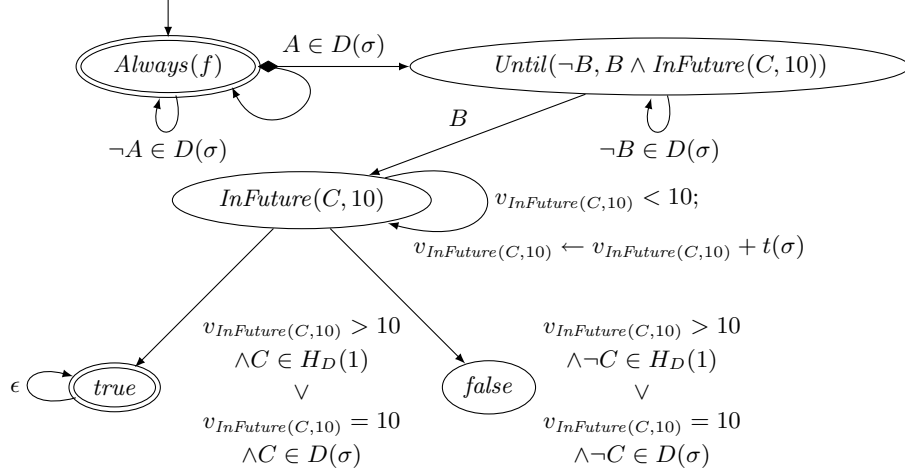 A ∈ D(σ)
Always(f)
Until(¬B, B ∧ InFuture(C, 10))
¬A ∈ D(σ)
B
¬B ∈ D(σ)
InFuture(C, 10)
v_{InFuture(C,10)} < 10;
v_{InFuture(C,10)} ← v_{InFuture(C,10)} + t(σ)
v_{InFuture(C,10)} > 10
∧C ∈ H_D(1)
∨
v_{InFuture(C,10)} = 10
∧C ∈ D(σ)
v_{InFuture(C,10)} > 10
∧¬C ∈ H_D(1)
∨
v_{InFuture(C,10)} = 10
∧¬C ∈ D(σ)
ϵ
true
false